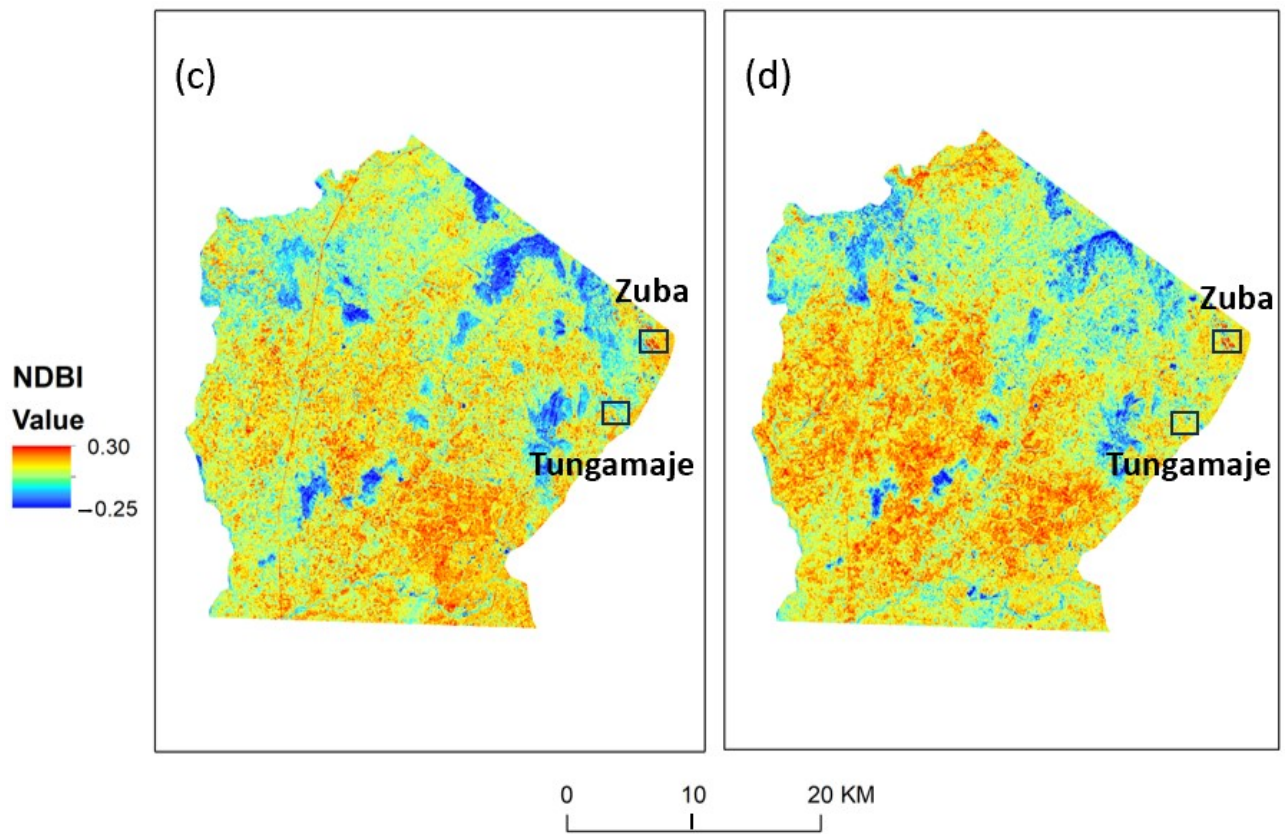 (c)
(d)
Zuba
Zuba
Tungamaje
Tungamaje
NDBI
Value
0.30
–0.25
0 10 20 KM